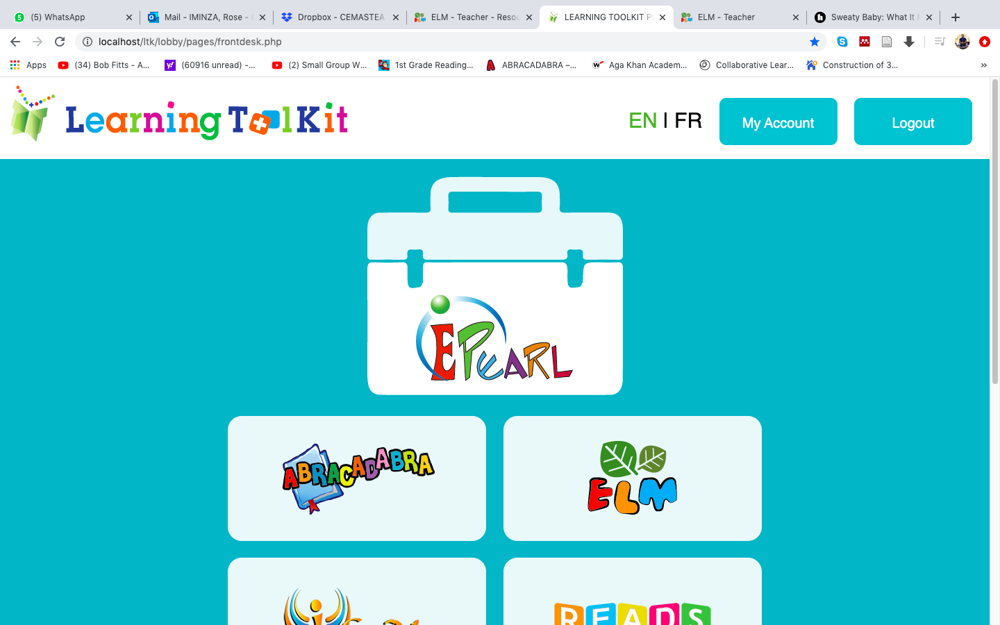 (5) WhatsApp
Mail - IMINZA, Rose -
Dropbox - CEMASTEA
ELM - Teacher - Resou
LEARNING TOOLKIT P
ELM - Teacher
Sweaty Baby: What It
localhost/ltk/lobby/pages/frontdesk.php
Apps
(34) Bob Fitts - A...
(60916 unread) -...
(2) Small Group W...
1st Grade Reading...
ABRACADABRA –...
Aga Khan Academ...
Collaborative Lear...
Construction of 3...
»
Learning ToolKit
EN | FR
My Account
Logout
EPEARL
ABRACADABRA
ELM
READS